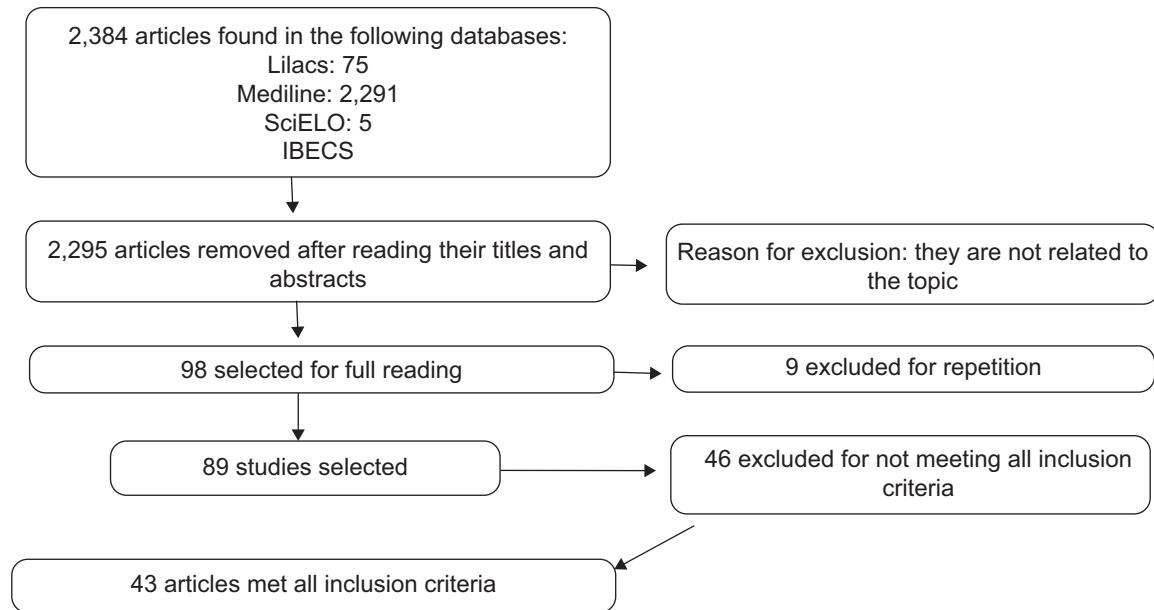 2,384 articles found in the following databases:
Lilacs: 75
Mediline: 2,291
SciELO: 5
IBECS
2,295 articles removed after reading their titles and
abstracts
Reason for exclusion: they are not related to
the topic
98 selected for full reading
9 excluded for repetition
89 studies selected
46 excluded for not meeting all inclusion
criteria
43 articles met all inclusion criteria